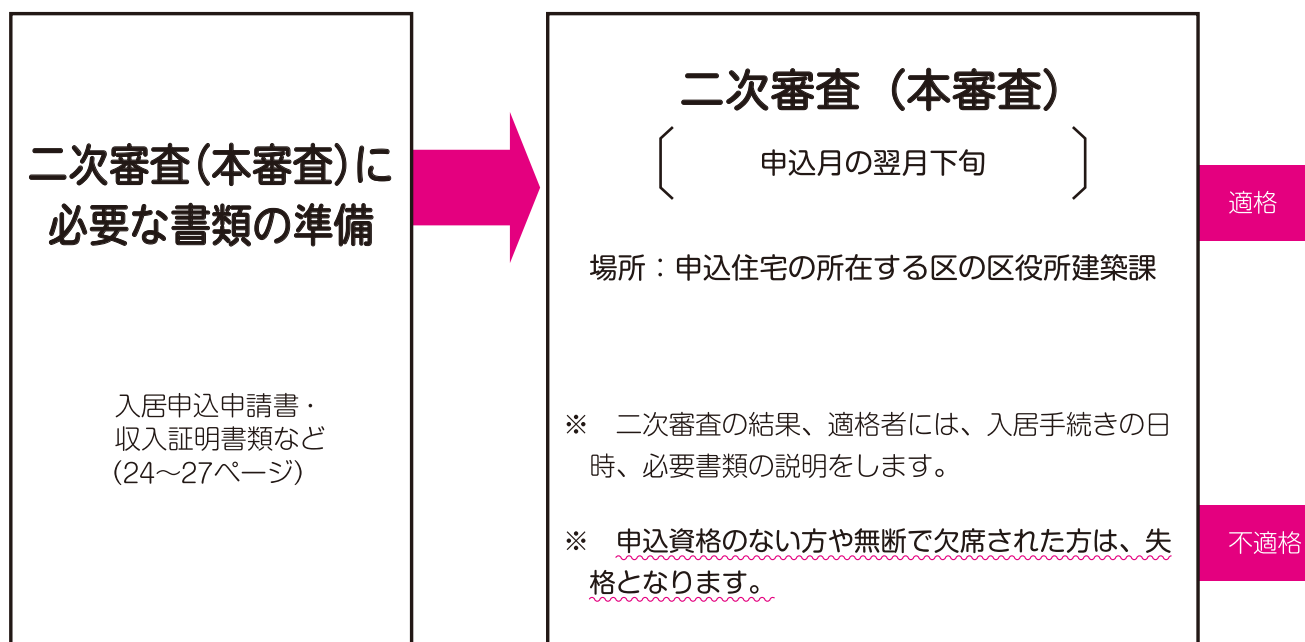 二次審査(本審査)に
必要な書類の準備
入居申込申請書・
収入証明書類など
(24〜27ページ)
二次審査（本審査）
申込月の翌月下旬
場所：申込住宅の所在する区の区役所建築課
※　二次審査の結果、適格者には、入居手続きの日
時、必要書類の説明をします。
※　申込資格のない方や無断で欠席された方は、失
格となります。
適格
不適格